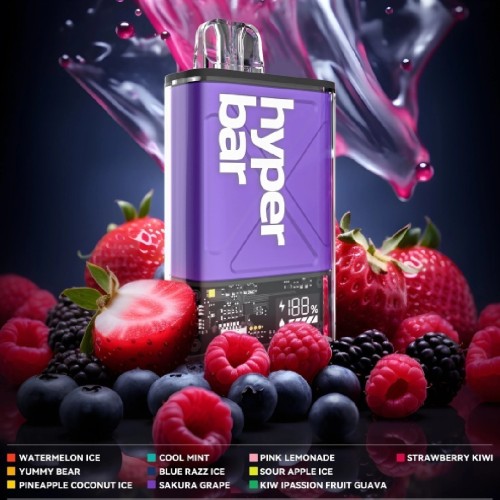 hyper
bar
188%
WATERMELON ICE
COOL MINT
PINK LEMONADE
STRAWBERRY KIWI
YUMMY BEAR
BLUE RAZZ ICE
SOUR APPLE ICE
PINEAPPLE COCONUT ICE
SAKURA GRAPE
KIW IPASSION FRUIT GUAVA